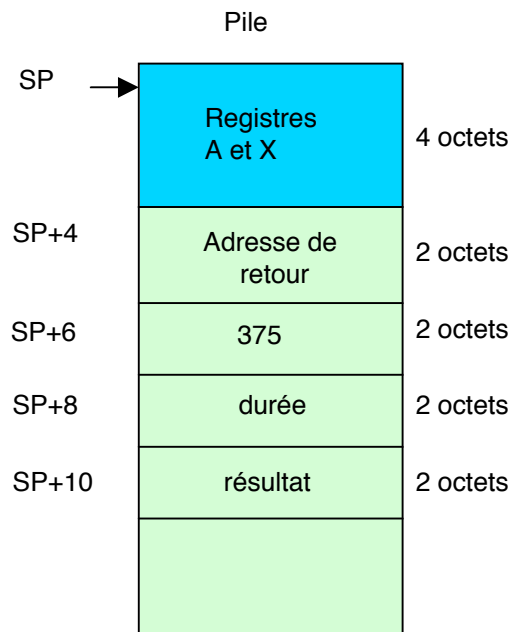 Pile
SP
Registres
A et X
4 octets
SP+4
Adresse de
retour
2 octets
SP+6
375
2 octets
SP+8
durée
2 octets
SP+10
résultat
2 octets